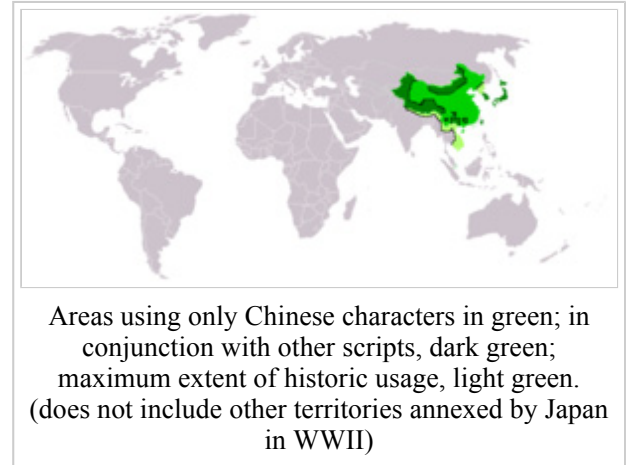 Areas using only Chinese characters in green; in
conjunction with other scripts, dark green;
maximum extent of historic usage, light green.
(does not include other territories annexed by Japan
in WWII)